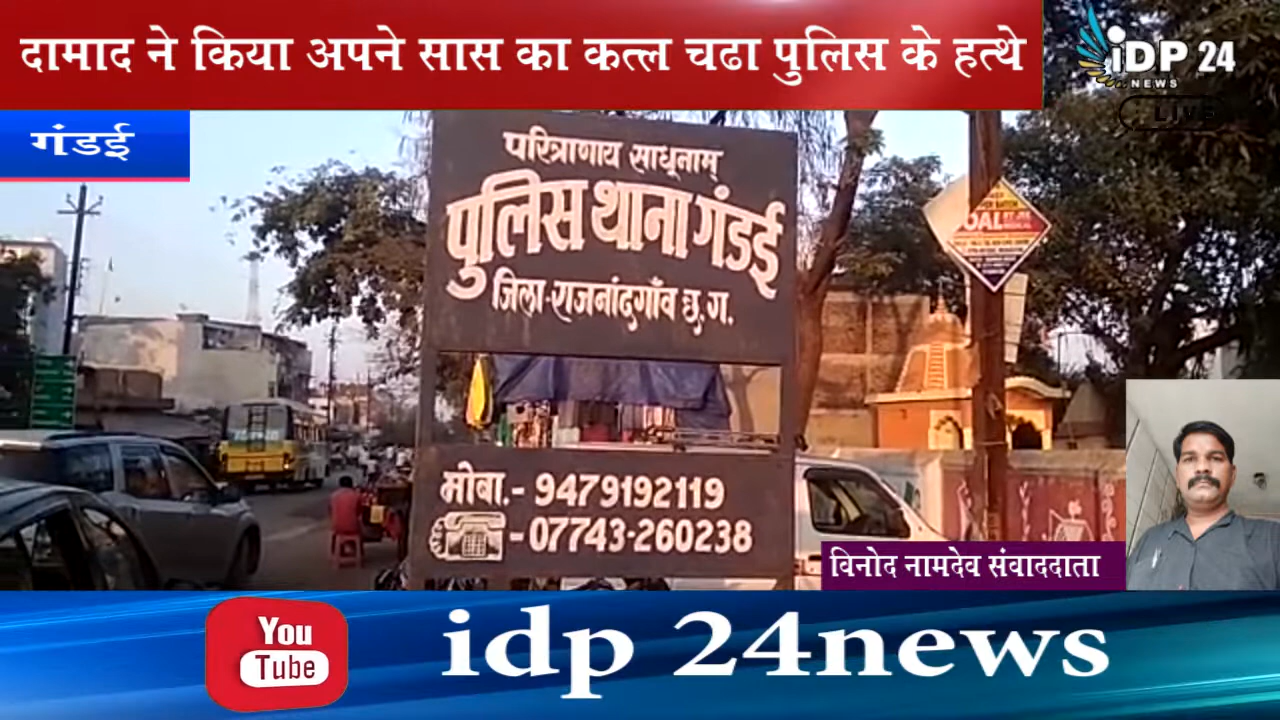 दामाद ने किया अपने सास का कत्ल चढा पुलिस के हत्थे
iDP 24
NEWS
LIVE
गंडई
परित्राणाय साधूनाम्
पुलिस थाना गंडई
जिला-राजनांदगाँव छ.ग.
मोबा.- 9479192119
-07743-260238
विनोद नामदेव संवाददाता
You
Tube
idp 24news